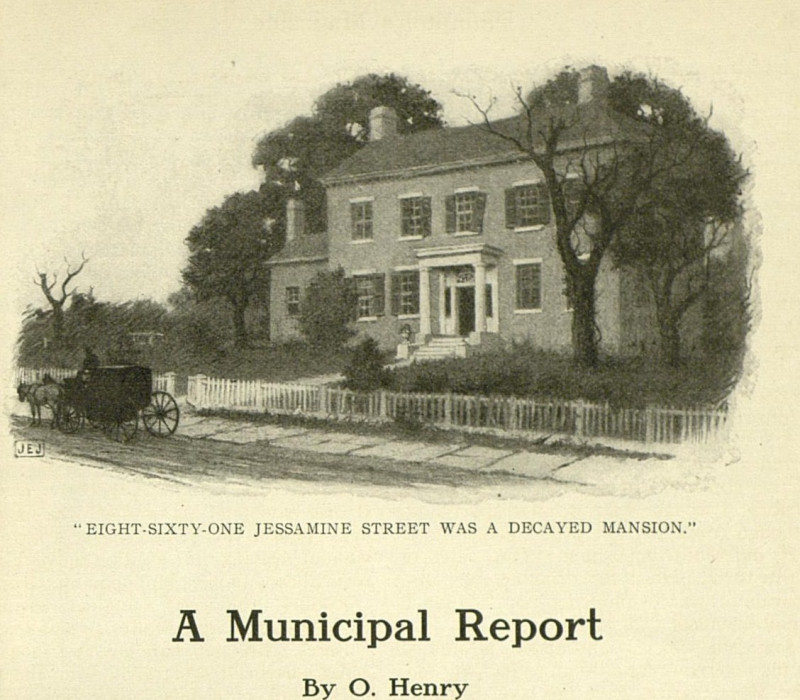 JEJ
"EIGHT-SIXTY-ONE JESSAMINE STREET WAS A DECAYED MANSION."
A Municipal Report
By O. Henry